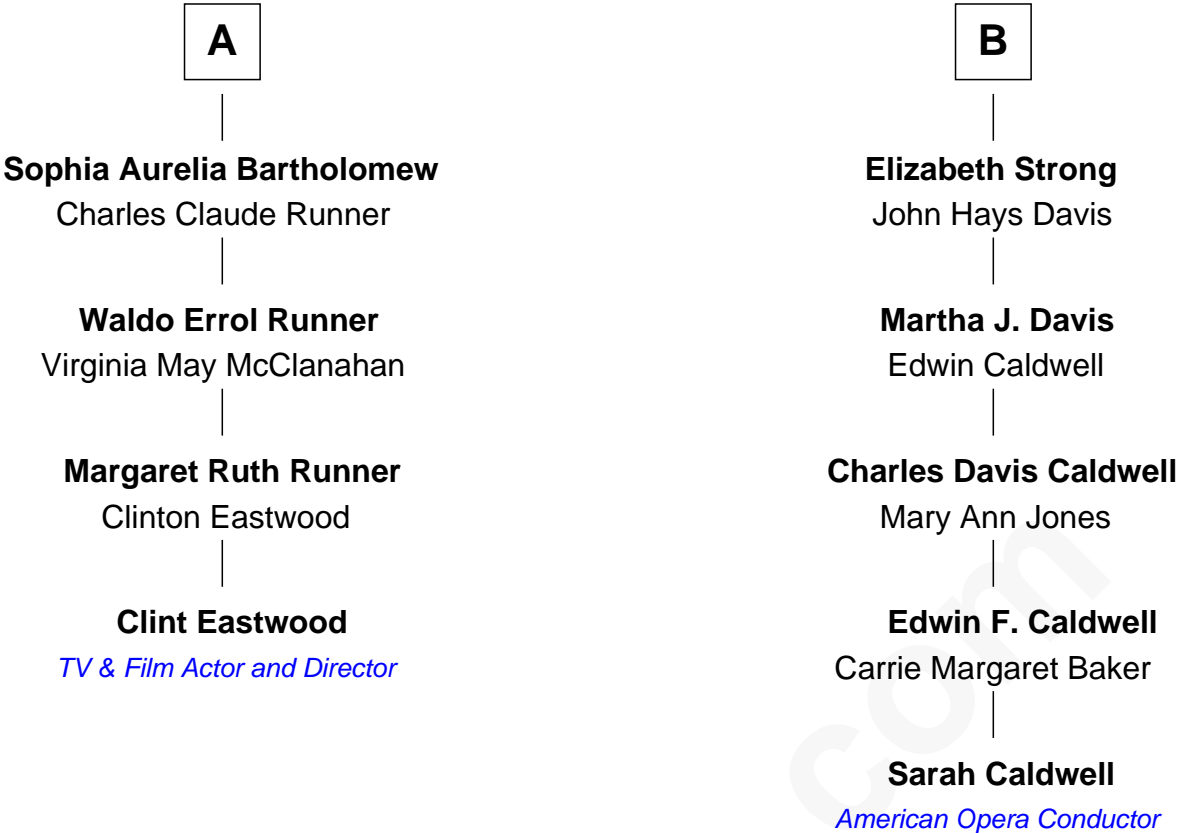 A
Sophia Aurelia Bartholomew
Charles Claude Runner
Waldo Errol Runner
Virginia May McClanahan
Margaret Ruth Runner
Clinton Eastwood
Clint Eastwood
TV & Film Actor and Director
B
Elizabeth Strong
John Hays Davis
Martha J. Davis
Edwin Caldwell
Charles Davis Caldwell
Mary Ann Jones
Edwin F. Caldwell
Carrie Margaret Baker
Sarah Caldwell
American Opera Conductor
com